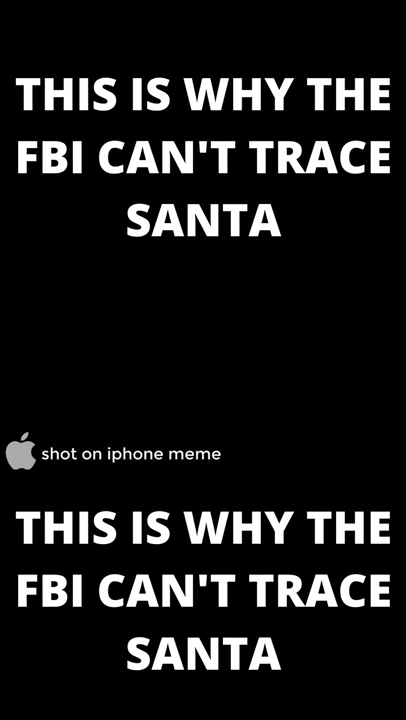 THIS IS WHY THE
FBI CAN'T TRACE
SANTA
shot on iphone meme
THIS IS WHY THE
FBI CAN'T TRACE
SANTA